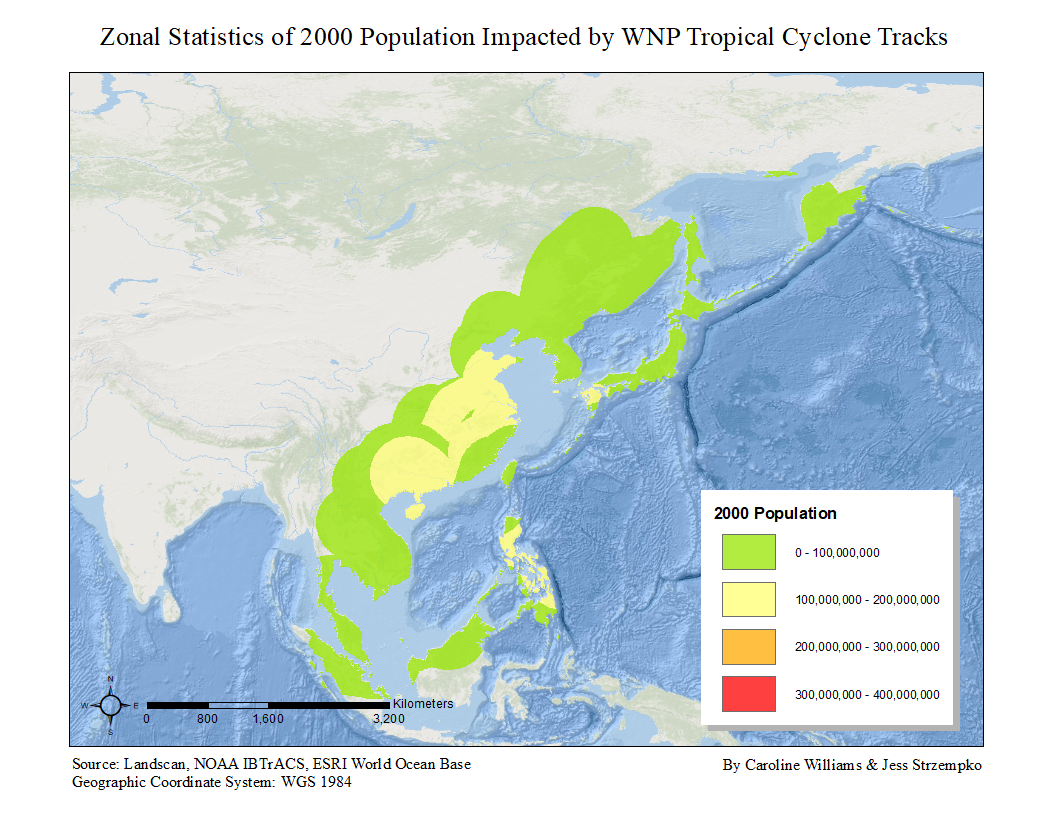 Zonal Statistics of 2000 Population Impacted by WNP Tropical Cyclone Tracks
2000 Population
0 - 100,000,000
100,000,000 - 200,000,000
200,000,000 - 300,000,000
300,000,000 - 400,000,000
N
W E
S
Kilometers
0 800 1,600 3,200
Source: Landscan, NOAA IBTrACS, ESRI World Ocean Base
Geographic Coordinate System: WGS 1984
By Caroline Williams & Jess Strzempko